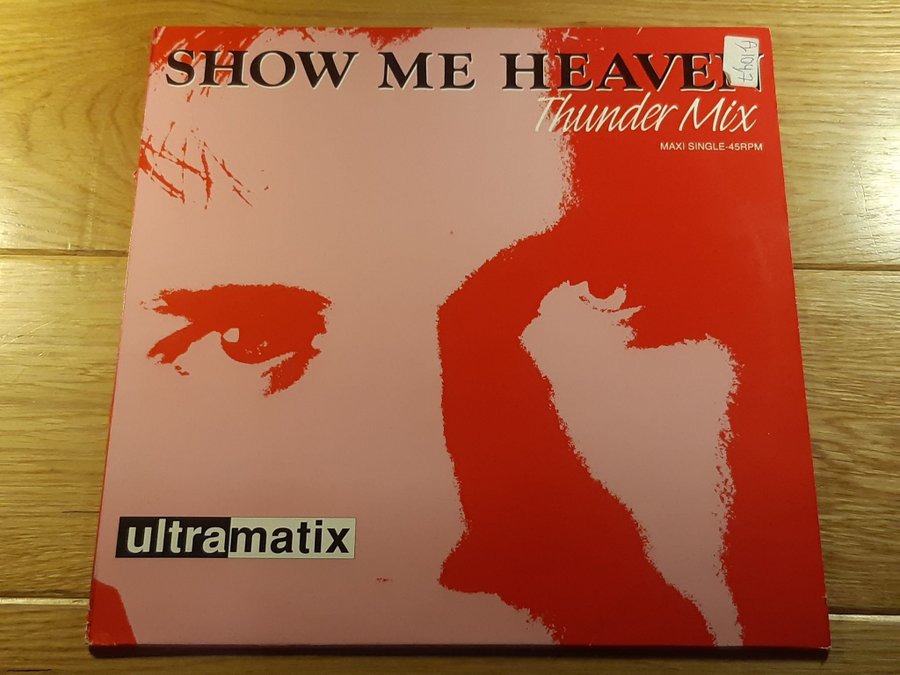 SHOW ME HEAVEN
Thunder Mix
MAXI SINGLE-45RPM
ultramatix